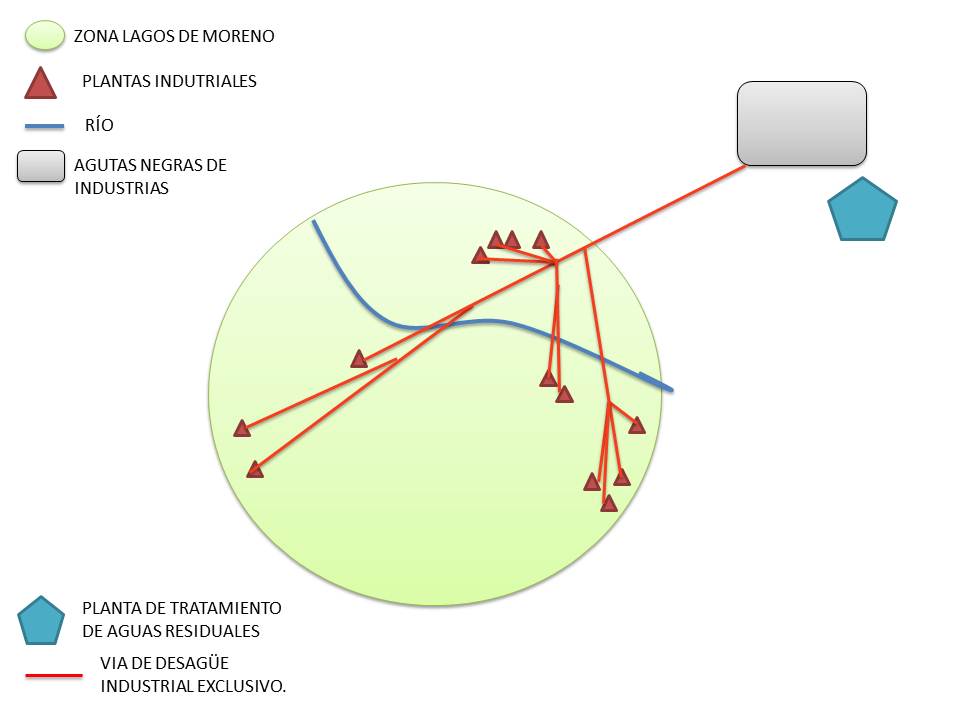 ZONA LAGOS DE MORENO
PLANTAS INDUTRIALES
RÍO
AGUTAS NEGRAS DE
INDUSTRIAS
PLANTA DE TRATAMIENTO
DE AGUAS RESIDUALES
VIA DE DESAGÜE
INDUSTRIAL EXCLUSIVO.